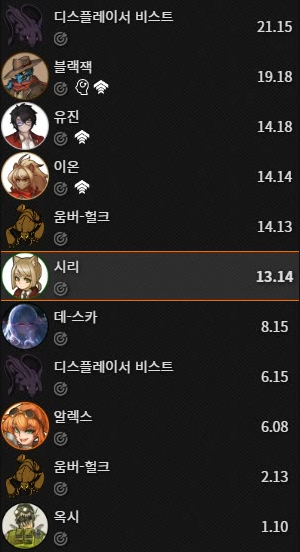 디스플레이서 비스트
21.15
블랙잭
19.18
유진
14.18
이온
14.14
움버-헐크
14.13
시리
13.14
데-스카
8.15
디스플레이서 비스트
6.15
알렉스
6.08
움버-헐크
2.13
옥시
1.10